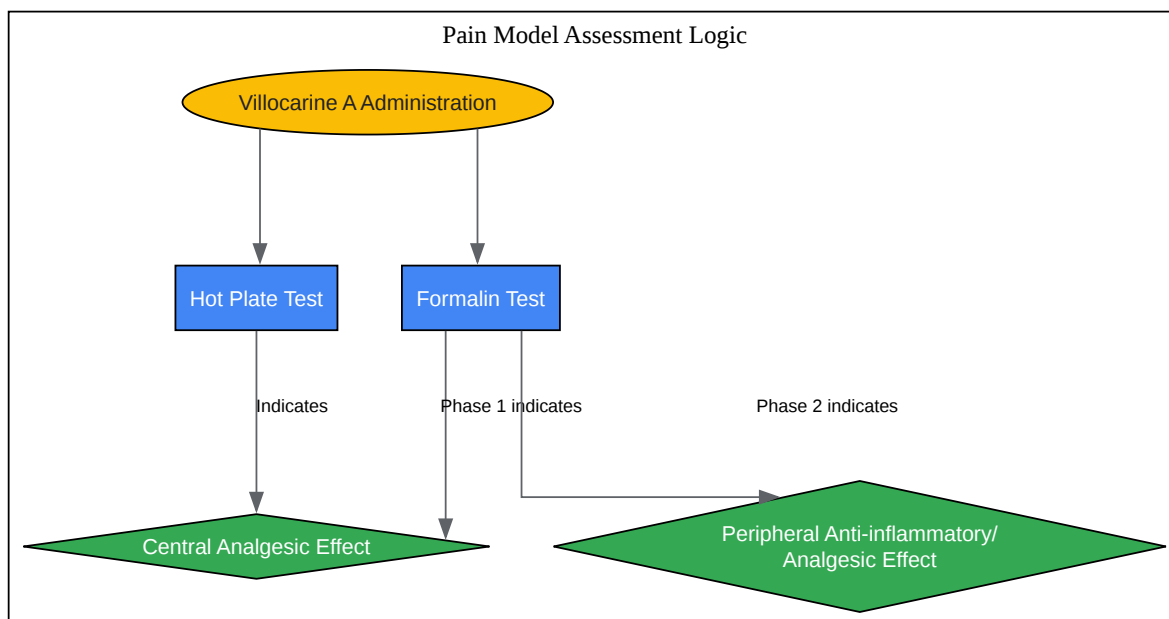 Pain Model Assessment Logic
Villocarine A Administration
Hot Plate Test
Formalin Test
Indicates
Phase 1 indicates
Phase 2 indicates
Central Analgesic Effect
Peripheral Anti-inflammatory/
Analgesic Effect